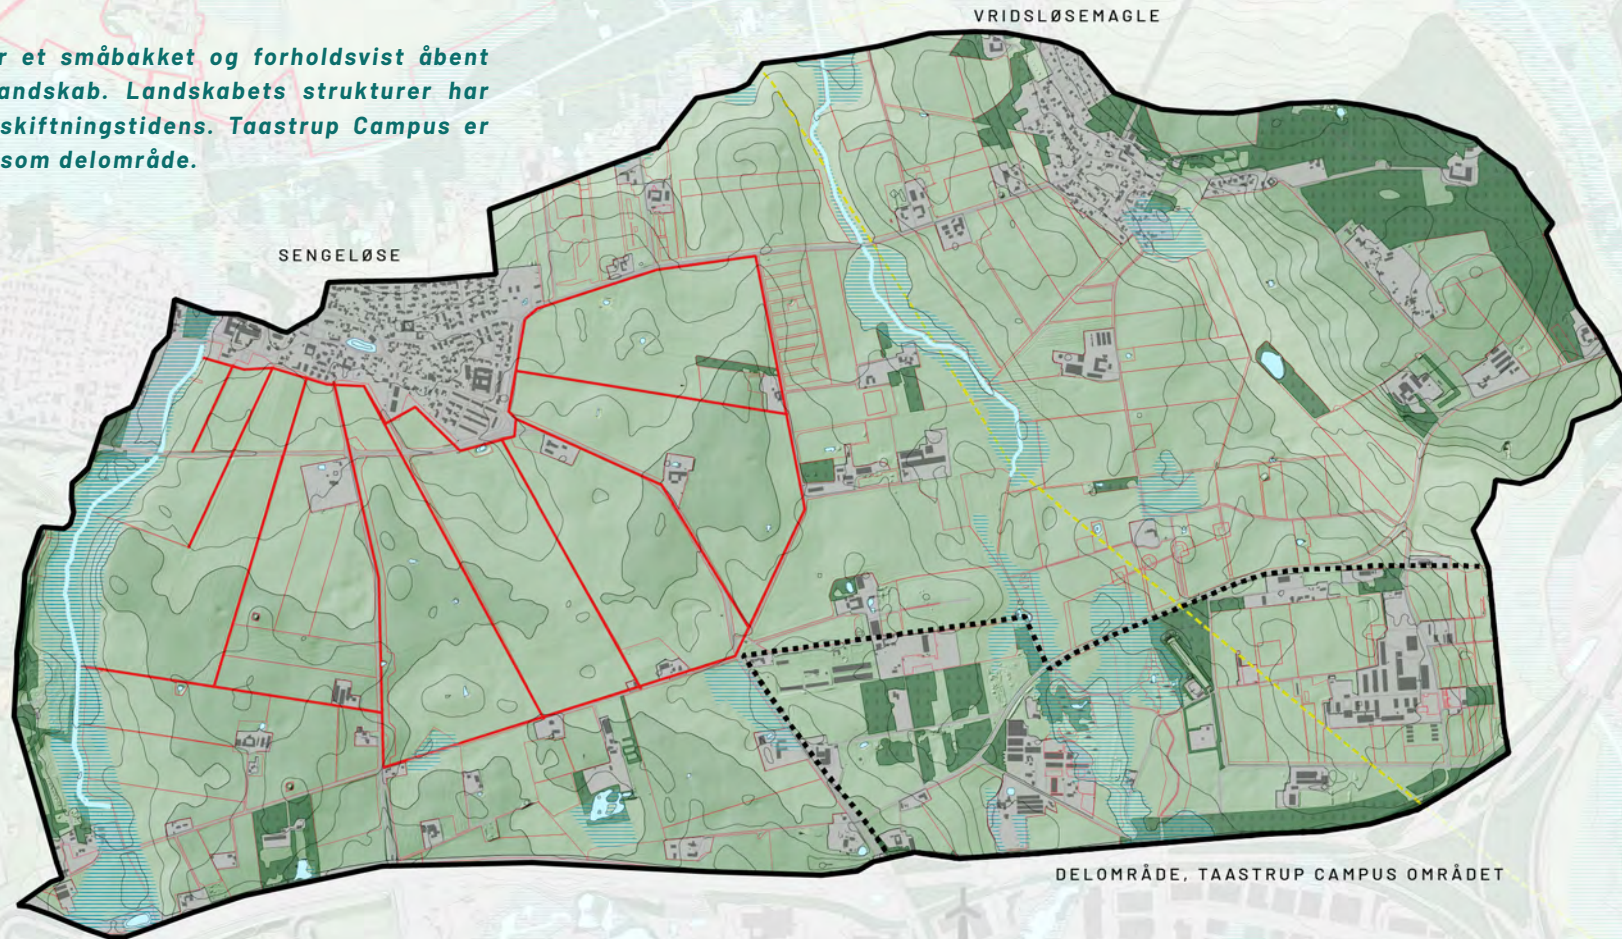 VRIDSLØSEMAGLE
r et småbakket og forholdsvist åbent
andskab. Landskabets strukturer har
skiftningstidens. Taastrup Campus er
som delområde.
SENGELØSE
DELOMRÅDE, TAASTRUP CAMPUS OMRÅDET